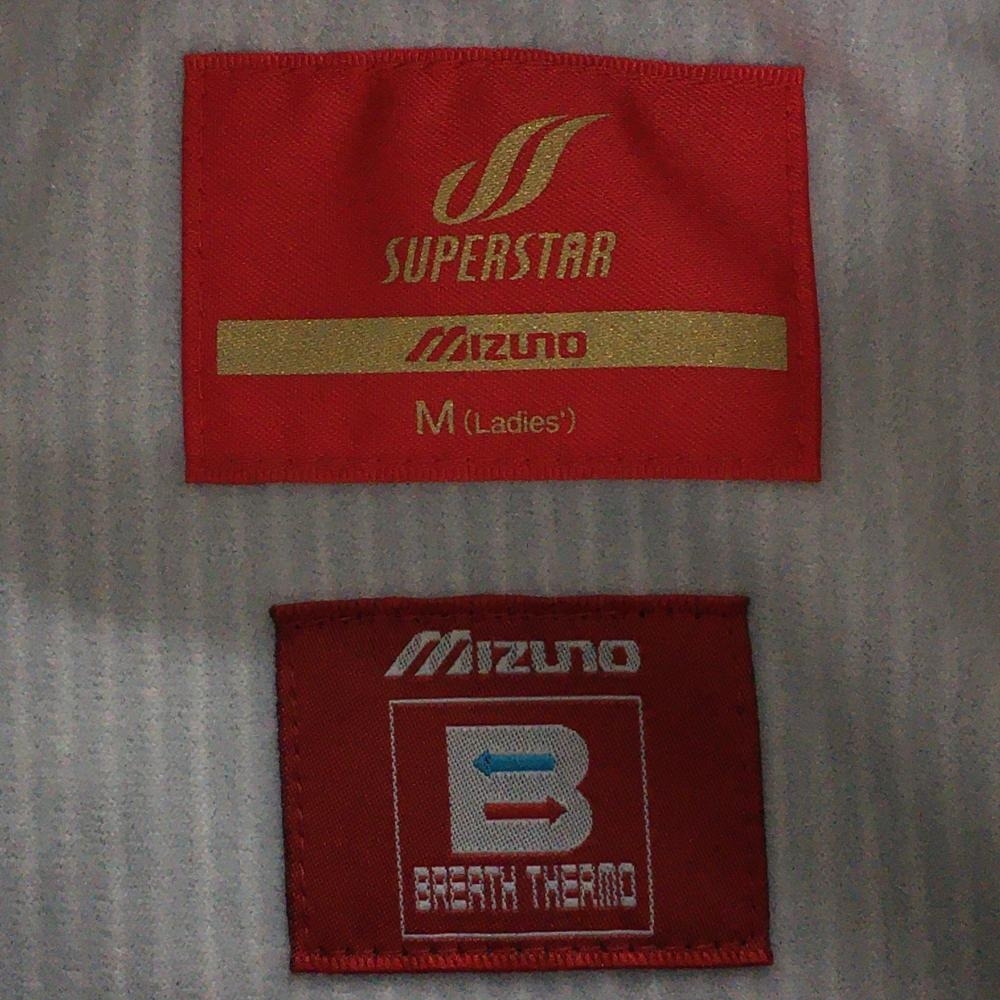 SUPERSTAR
MIZUNO
M (Ladies')
MIZUNO
B
BREATH THERMO